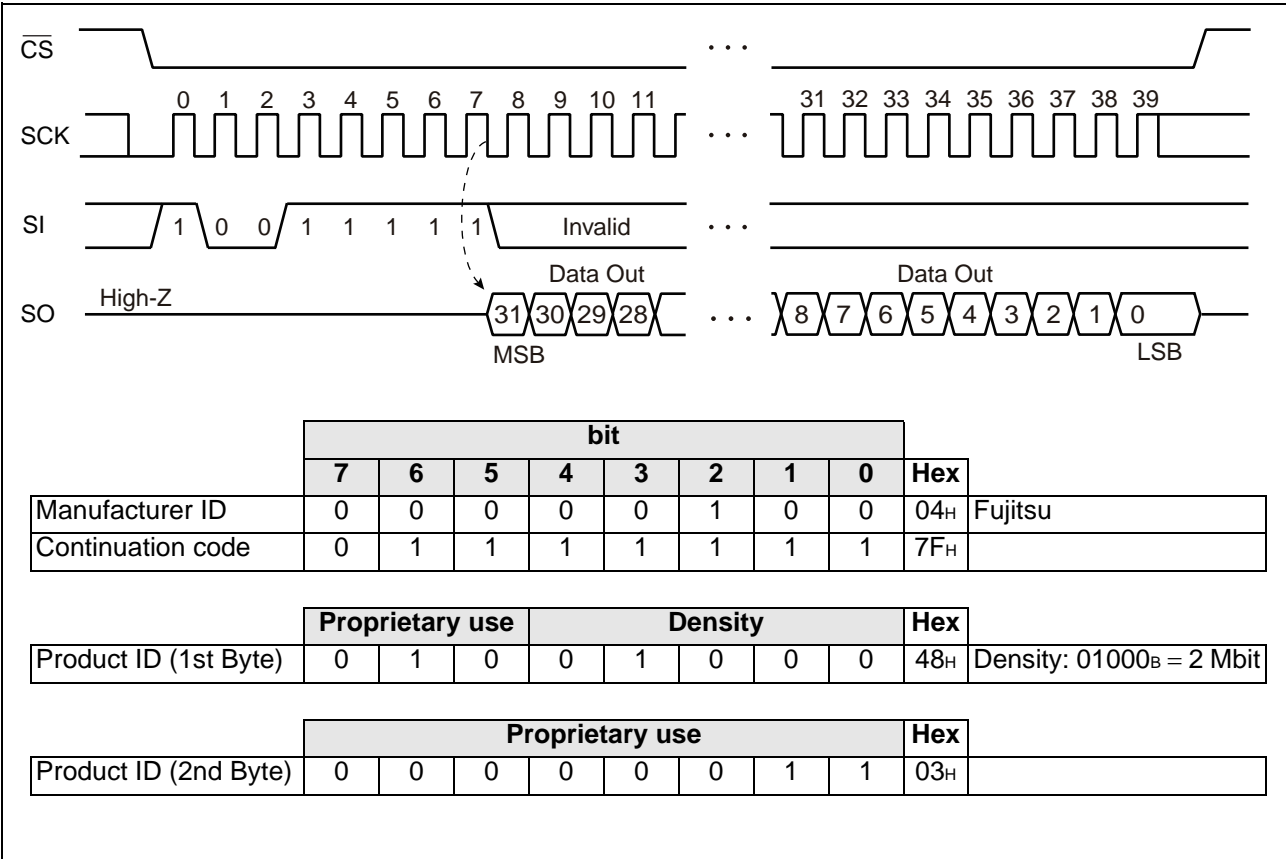 CS
· · ·
0 1 2 3 4 5 6 7 8 9 10 11 31 32 33 34 35 36 37 38 39
SCK · · ·
SI 1 0 0 1 1 1 1 1 Invalid · · ·
Data Out Data Out
High-Z
SO 31 30 29 28 · · · 8 7 6 5 4 3 2 1 0
MSB LSB
bit
7 6 5 4 3 2 1 0 Hex
Manufacturer ID 0 0 0 0 0 1 0 0 04H Fujitsu
Continuation code 0 1 1 1 1 1 1 1 7FH
Proprietary use Density Hex
Product ID (1st Byte) 0 1 0 0 1 0 0 0 48H Density: 01000B = 2 Mbit
Proprietary use Hex
Product ID (2nd Byte) 0 0 0 0 0 0 1 1 03H